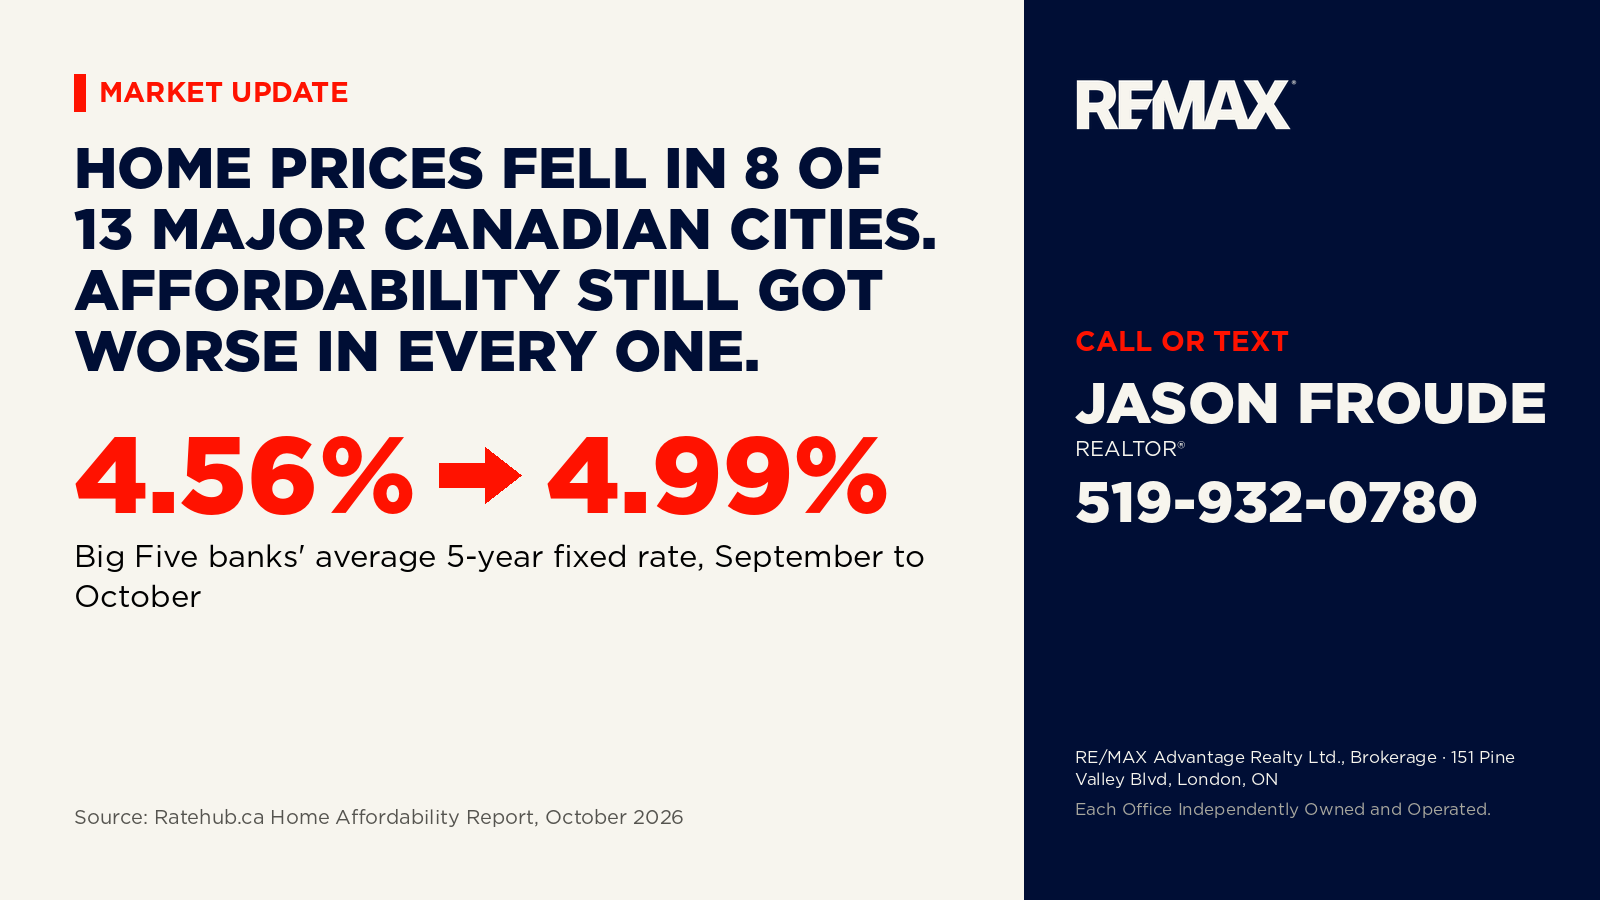 MARKET UPDATE
HOME PRICES FELL IN 8 OF
13 MAJOR CANADIAN CITIES.
AFFORDABILITY STILL GOT
WORSE IN EVERY ONE.
4.56% → 4.99%
Big Five banks' average 5-year fixed rate, September to
October
Source: Ratehub.ca Home Affordability Report, October 2026
REMAX®
CALL OR TEXT
JASON FROUDE
REALTOR®
519-932-0780
RE/MAX Advantage Realty Ltd., Brokerage · 151 Pine
Valley Blvd, London, ON
Each Office Independently Owned and Operated.